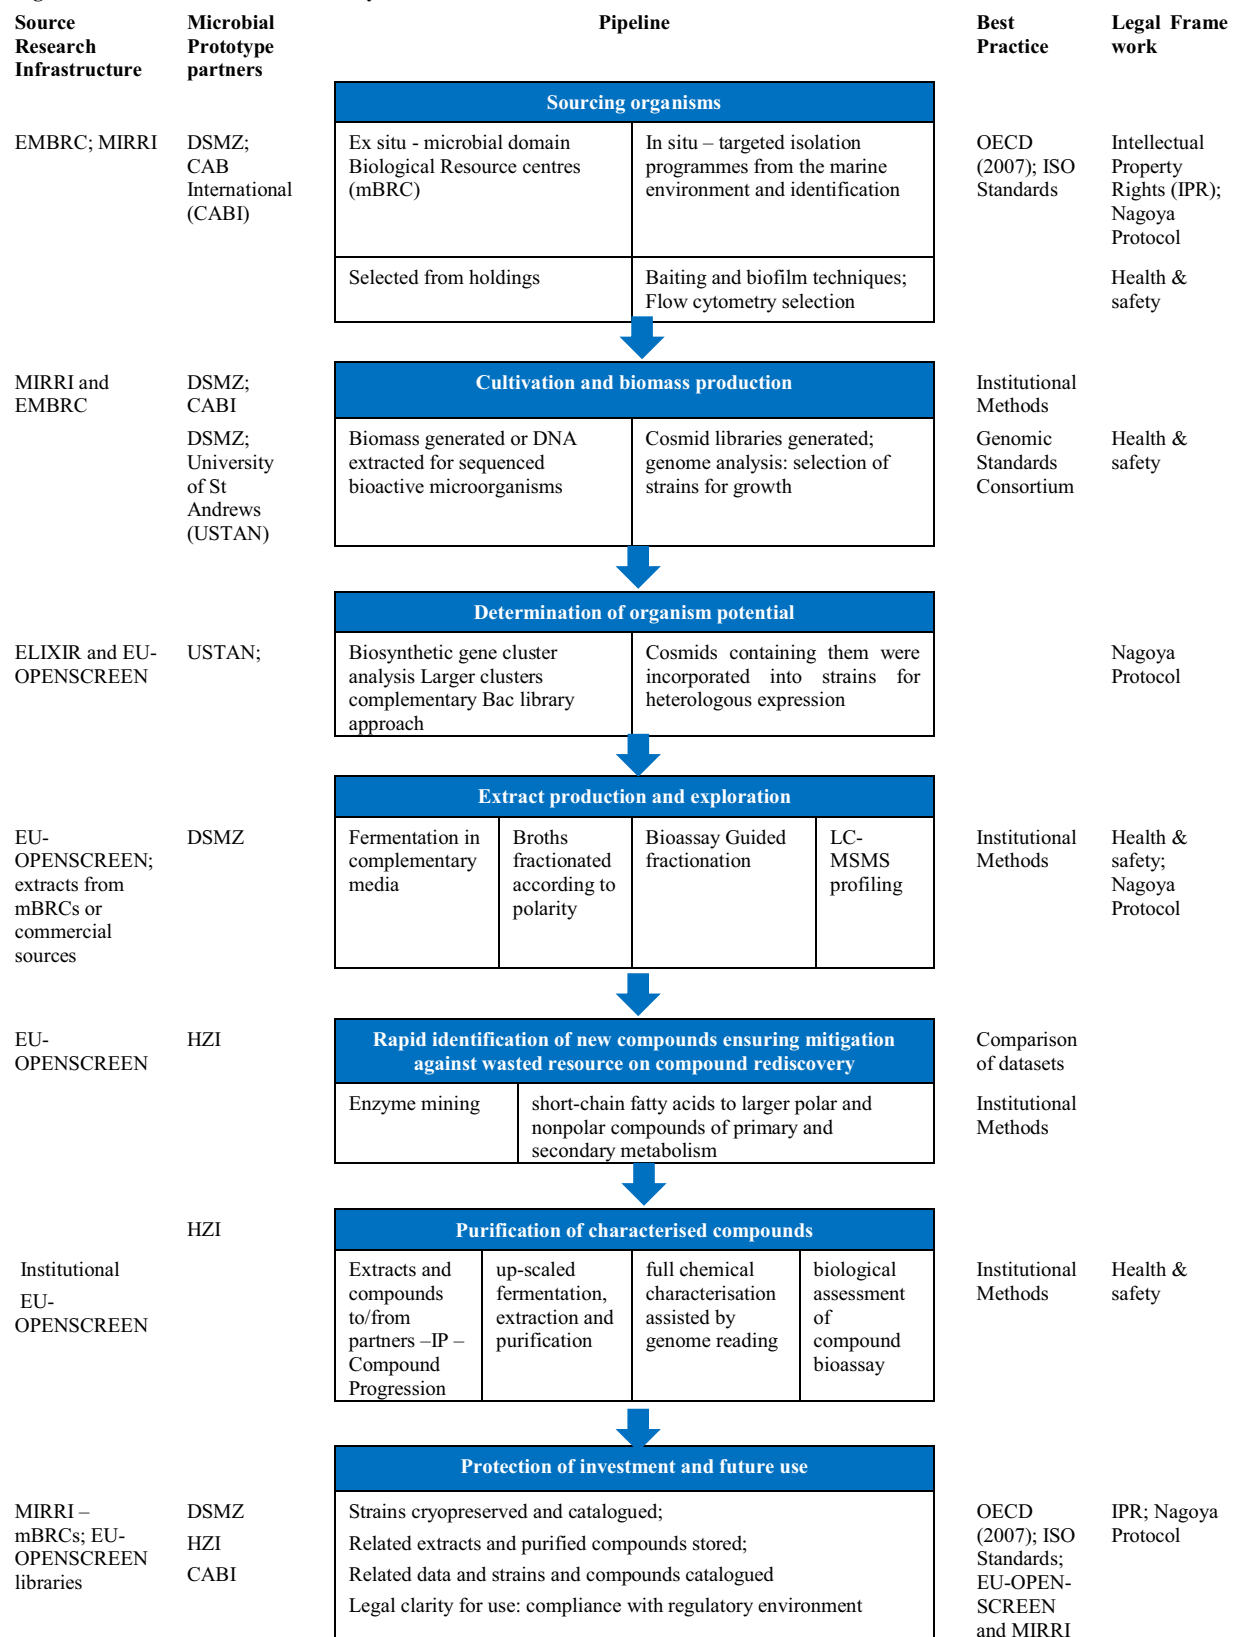 Source
Research
Infrastructure
Microbial
Prototype
partners
Pipeline
Best
Practice
Legal Frame
work
Sourcing organisms
EMBRC; MIRRI
DSMZ;
CAB
International
(CABI)
Ex situ - microbial domain
Biological Resource centres
(mBRC)
In situ – targeted isolation
programmes from the marine
environment and identification
OECD
(2007); ISO
Standards
Intellectual
Property
Rights (IPR);
Nagoya
Protocol
Selected from holdings
Baiting and biofilm techniques;
Flow cytometry selection
Health &
safety
Cultivation and biomass production
MIRRI and
EMBRC
DSMZ;
CABI
Institutional
Methods
DSMZ;
University
of St
Andrews
(USTAN)
Biomass generated or DNA
extracted for sequenced
bioactive microorganisms
Cosmid libraries generated;
genome analysis: selection of
strains for growth
Genomic
Standards
Consortium
Health &
safety
Determination of organism potential
ELIXIR and EU-
OPENSCREEN
USTAN;
Biosynthetic gene cluster
analysis Larger clusters
complementary Bac library
approach
Cosmids containing them were
incorporated into strains for
heterologous expression
Nagoya
Protocol
Extract production and exploration
EU-
OPENSCREEN;
extracts from
mBRCs or
commercial
sources
DSMZ
Fermentation in
complementary
media
Broths
fractionated
according to
polarity
Bioassay Guided
fractionation
LC-
MSMS
profiling
Institutional
Methods
Health &
safety;
Nagoya
Protocol
EU-
OPENSCREEN
HZI
Rapid identification of new compounds ensuring mitigation
against wasted resource on compound rediscovery
Comparison
of datasets
Enzyme mining
short-chain fatty acids to larger polar and
nonpolar compounds of primary and
secondary metabolism
Institutional
Methods
HZI
Purification of characterised compounds
Institutional
EU-
OPENSCREEN
Extracts and
compounds
to/from
partners –IP –
Compound
Progression
up-scaled
fermentation,
extraction and
purification
full chemical
characterisation
assisted by
genome reading
biological
assessment
of
compound
bioassay
Institutional
Methods
Health &
safety
Protection of investment and future use
MIRRI –
mBRCs; EU-
OPENSCREEN
libraries
DSMZ
HZI
CABI
Strains cryopreserved and catalogued;
Related extracts and purified compounds stored;
Related data and strains and compounds catalogued
Legal clarity for use: compliance with regulatory environment
OECD
(2007); ISO
Standards;
EU-OPEN-
SCREEN
and MIRRI
IPR; Nagoya
Protocol